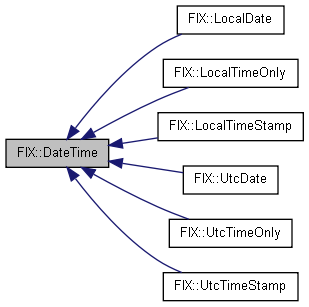 FIX::LocalDate
FIX::LocalTimeOnly
FIX::LocalTimeStamp
FIX::DateTime
FIX::UtcDate
FIX::UtcTimeOnly
FIX::UtcTimeStamp